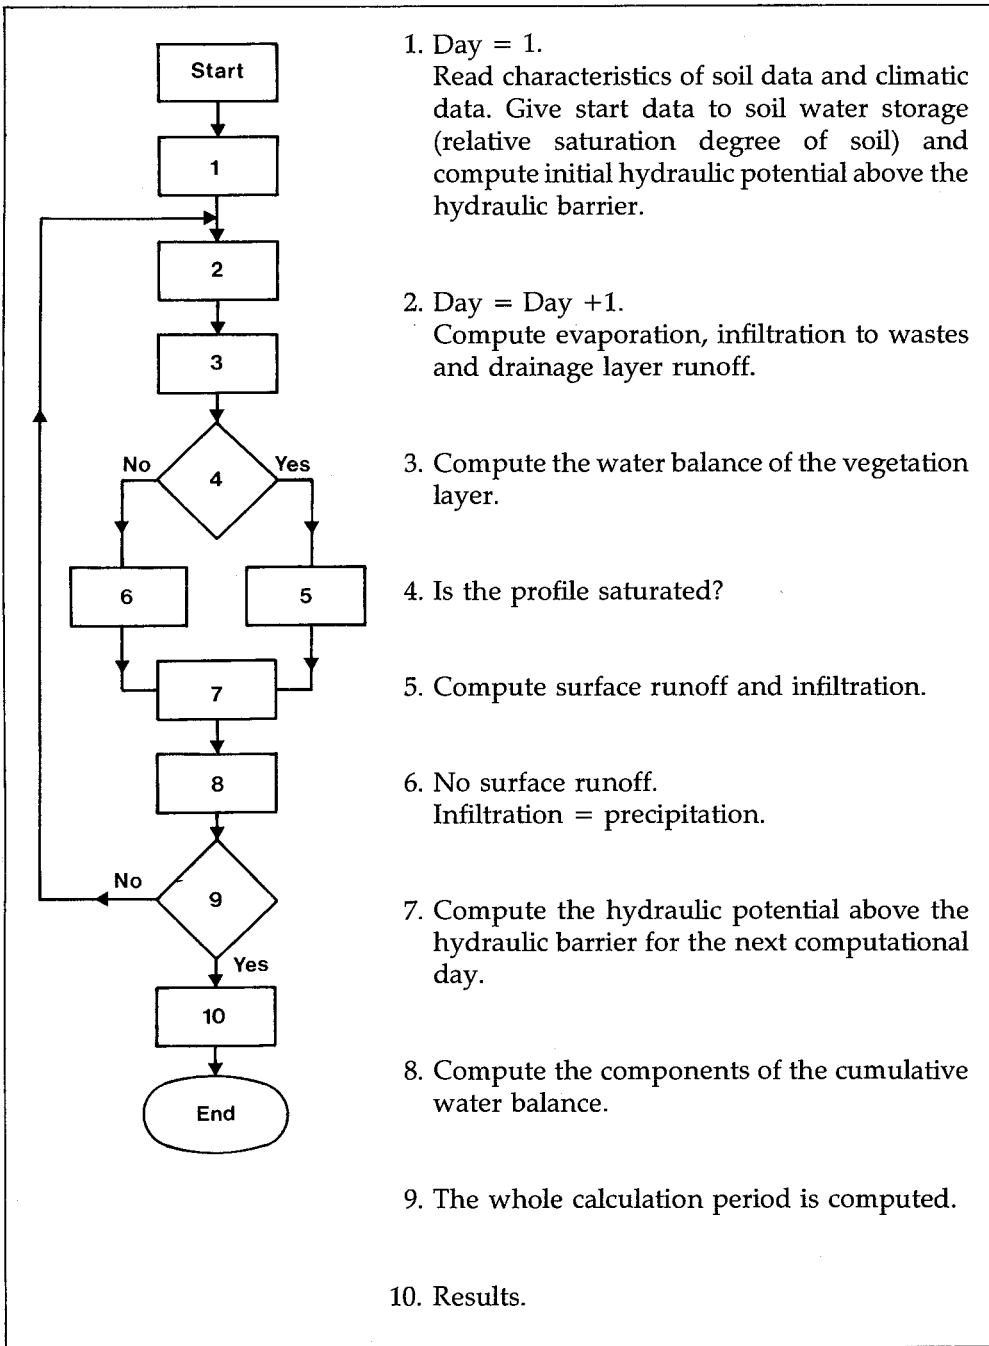 Start
1
2
3
4
No
Yes
6
5
7
8
9
No
Yes
10
End
1. Day = 1.
Read characteristics of soil data and climatic
data. Give start data to soil water storage
(relative saturation degree of soil) and
compute initial hydraulic potential above the
hydraulic barrier.
2. Day = Day +1.
Compute evaporation, infiltration to wastes
and drainage layer runoff.
3. Compute the water balance of the vegetation
layer.
4. Is the profile saturated?
5. Compute surface runoff and infiltration.
6. No surface runoff.
Infiltration = precipitation.
7. Compute the hydraulic potential above the
hydraulic barrier for the next computational
day.
8. Compute the components of the cumulative
water balance.
9. The whole calculation period is computed.
10. Results.